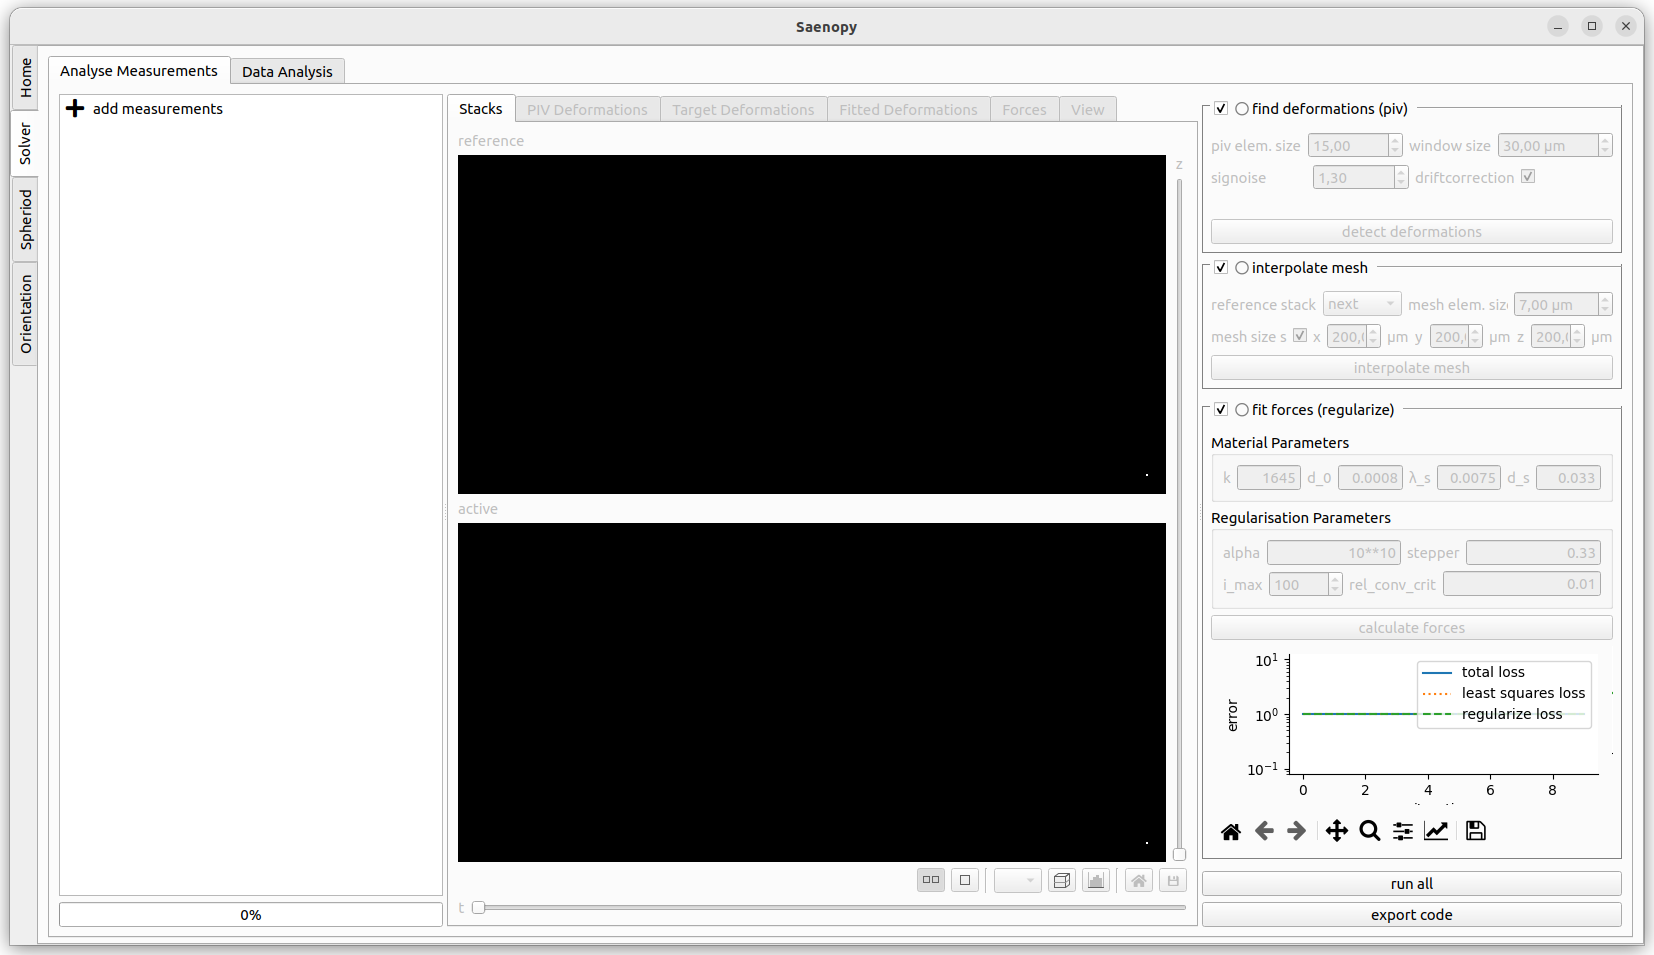 Saenopy
Home
Solver
Spheriod
Orientation
Analyse Measurements
Data Analysis
add measurements
0%
Stacks
PIV Deformations
Target Deformations
Fitted Deformations
Forces
View
reference
z
active
t
find deformations (piv)
piv elem. size 15,00 window size 30,00 µm
signoise 1,30 driftcorrection
detect deformations
interpolate mesh
reference stack next mesh elem. siz 7,00 µm
mesh size s x 200,0 µm y 200,0 µm z 200,0 µm
interpolate mesh
fit forces (regularize)
Material Parameters
k 1645 d_0 0.0008 λ_s 0.0075 d_s 0.033
Regularisation Parameters
alpha 10**10 stepper 0.33
i_max 100 rel_conv_crit 0.01
calculate forces
error
10¹
10⁰
10⁻¹
total loss
least squares loss
regularize loss
0 2 4 6 8
run all
export code